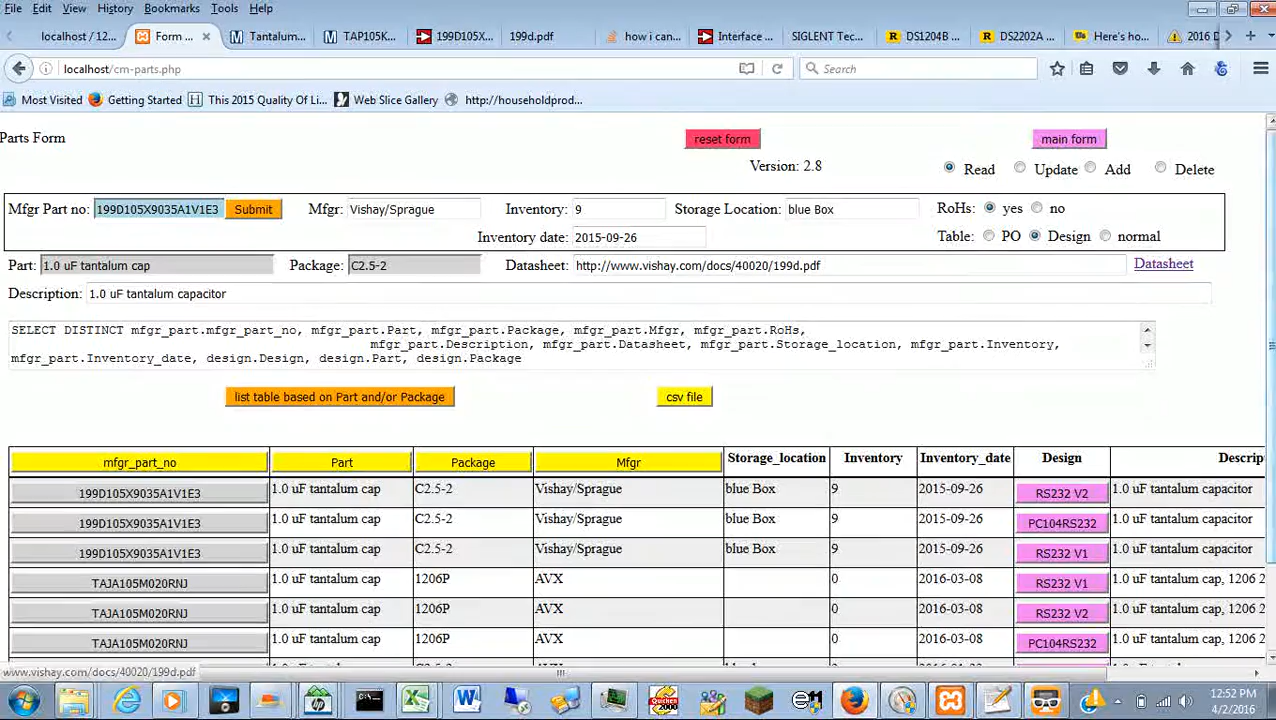 File Edit View History Bookmarks Tools Help
localhost / 12... Form ... Tantalum... TAP105K... 199D105X... 199d.pdf how i can... Interface ... SIGLENT Tec... DS1204B ... DS2202A ... Here's ho... 2016 D
localhost/cm-parts.php Search
Most Visited Getting Started This 2015 Quality Of Li... Web Slice Gallery http://householdprod...
Parts Form reset form main form
Version: 2.8 Read Update Add Delete
Mfgr Part no: 199D105X9035A1V1E3 Submit Mfgr: Vishay/Sprague Inventory: 9 Storage Location: blue Box RoHs: yes no
Inventory date: 2015-09-26 Table: PO Design normal
Part: 1.0 uF tantalum cap Package: C2.5-2 Datasheet: http://www.vishay.com/docs/40020/199d.pdf Datasheet
Description: 1.0 uF tantalum capacitor
SELECT DISTINCT mfgr_part.mfgr_part_no, mfgr_part.Part, mfgr_part.Package, mfgr_part.Mfgr, mfgr_part.RoHs,
mfgr_part.Description, mfgr_part.Datasheet, mfgr_part.Storage_location, mfgr_part.Inventory,
mfgr_part.Inventory_date, design.Design, design.Part, design.Package
list table based on Part and/or Package csv file
mfgr_part_no Part Package Mfgr Storage_location Inventory Inventory_date Design Descrip
199D105X9035A1V1E3 1.0 uF tantalum cap C2.5-2 Vishay/Sprague blue Box 9 2015-09-26 RS232 V2 1.0 uF tantalum capacitor
199D105X9035A1V1E3 1.0 uF tantalum cap C2.5-2 Vishay/Sprague blue Box 9 2015-09-26 PC104RS232 1.0 uF tantalum capacitor
199D105X9035A1V1E3 1.0 uF tantalum cap C2.5-2 Vishay/Sprague blue Box 9 2015-09-26 RS232 V1 1.0 uF tantalum capacitor
TAJA105M020RNJ 1.0 uF tantalum cap 1206P AVX 0 2016-03-08 RS232 V1 1.0 uF tantalum cap, 1206 2
TAJA105M020RNJ 1.0 uF tantalum cap 1206P AVX 0 2016-03-08 RS232 V2 1.0 uF tantalum cap, 1206 2
TAJA105M020RNJ 1.0 uF tantalum cap 1206P AVX 0 2016-03-08 PC104RS232 1.0 uF tantalum cap, 1206 2
www.vishay.com/docs/40020/199d.pdf
12:52 PM
4/2/2016